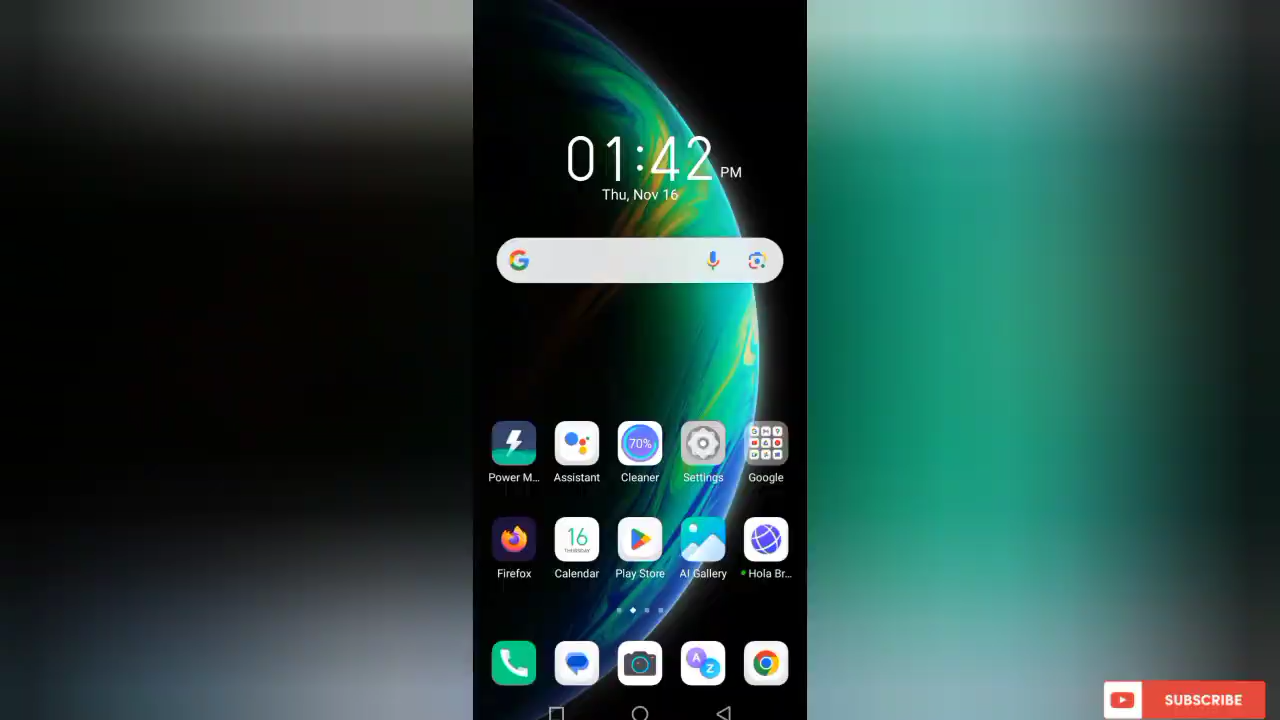 01:42 PM
Thu, Nov 16
G
70%
Power M... Assistant Cleaner Settings Google
16
THURSDAY
Firefox Calendar Play Store AI Gallery Hola Br...
A
Z
SUBSCRIBE